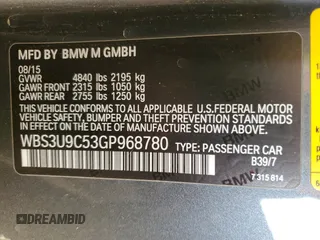 MFD BY BMW M GMBH
08/15
GVWR 4840 lbs 2195 kg
GAWR FRONT 2315 lbs 1050 kg
GAWR REAR 2755 lbs 1250 kg
THIS VEHICLE CONFORMS TO ALL APPLICABLE U.S.FEDERAL MOTOR
VEHICLE SAFETY,BUMPER AND THEFT PREVENTION STANDARDS
IN EFFECT ON THE DATE OF MANUFACTURE SHOWN ABOVE.
WBS3U9C53GP968780 TYPE: PASSENGER CAR
B39/7
7 315 814
DREAMBID